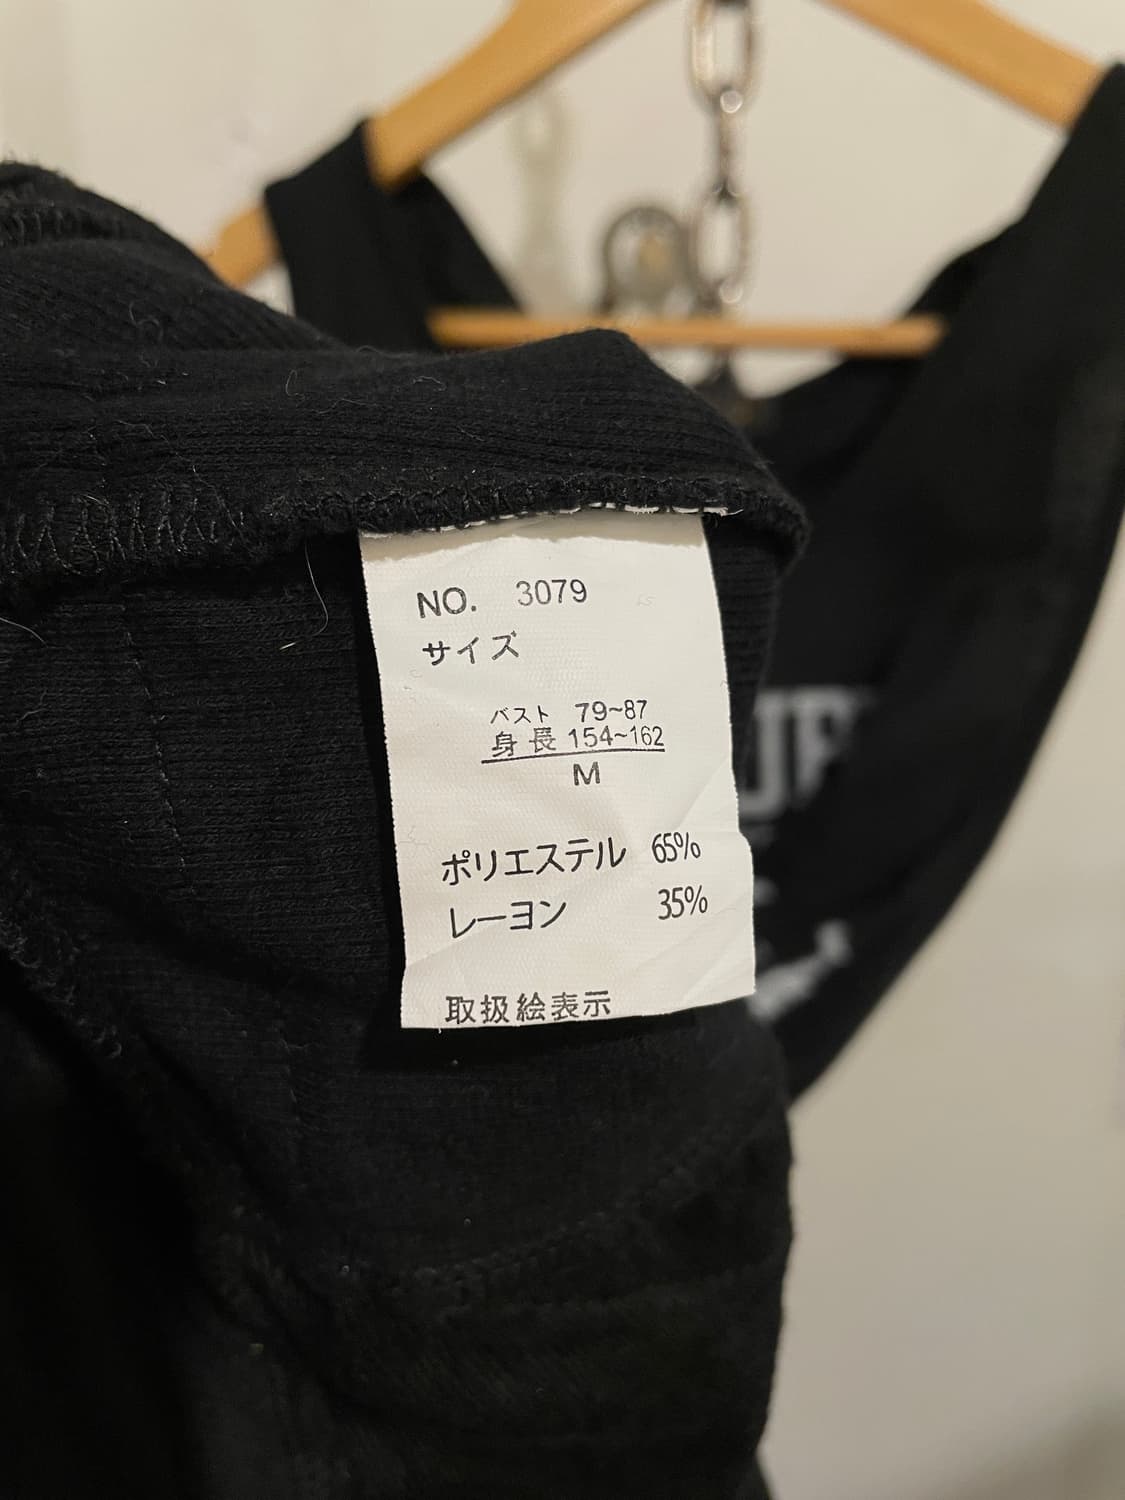 NO. 3079
サイズ
バスト 79~87
身長 154~162
M
ポリエステル 65%
レーヨン 35%
取扱絵表示